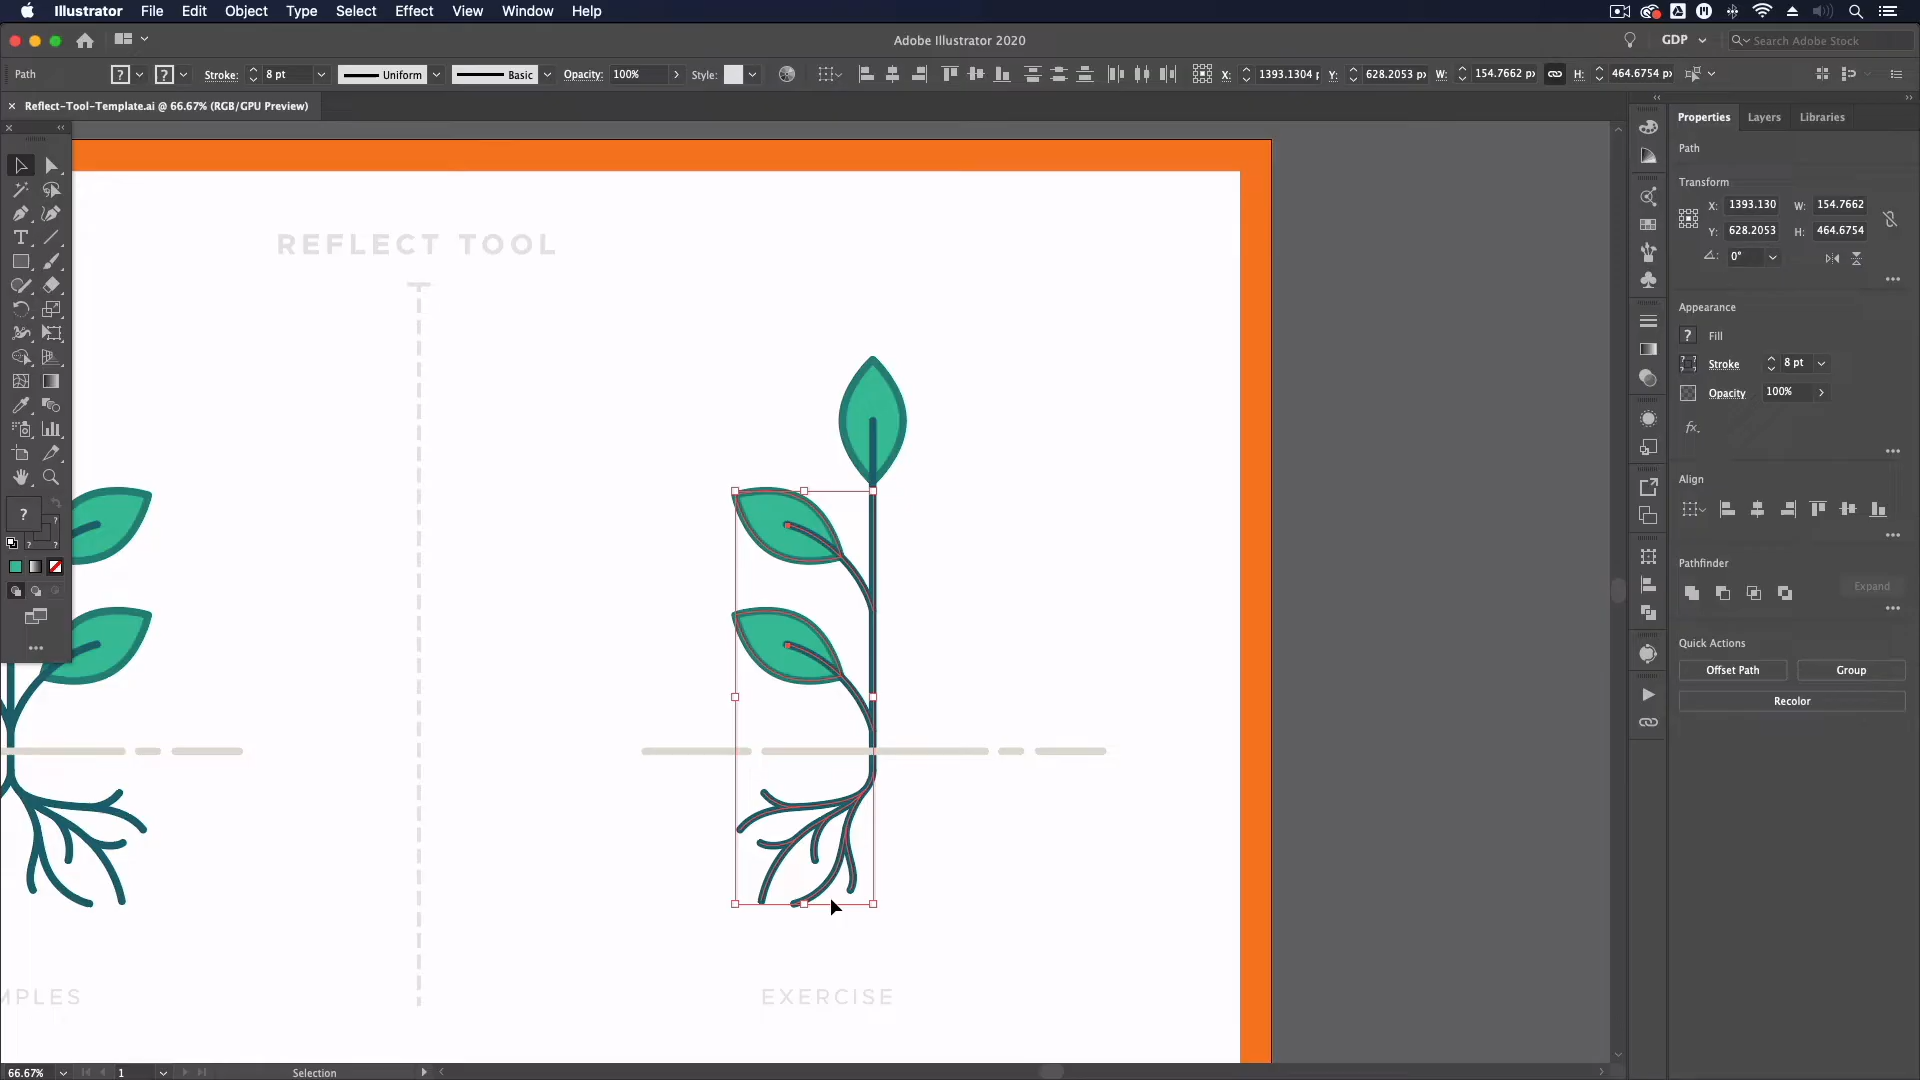 Illustrator File Edit Object Type Select Effect View Window Help
Adobe Illustrator 2020
GDP
Search Adobe Stock
Path
Stroke: 8 pt Uniform Basic Opacity: 100% Style: X: 1393.1304 p Y: 628.2053 px W: 154.7662 px H: 464.6754 px
Reflect-Tool-Template.ai @ 66.67% (RGB/GPU Preview)
Properties Layers Libraries
Path
Transform
X: 1393.130 W: 154.7662
Y: 628.2053 H: 464.6754
0°
Appearance
? Fill
Stroke 8 pt
Opacity 100%
fx.
Align
Pathfinder
Expand
Quick Actions
Offset Path Group
Recolor
REFLECT TOOL
MPLES
EXERCISE
66.67% 1 Selection